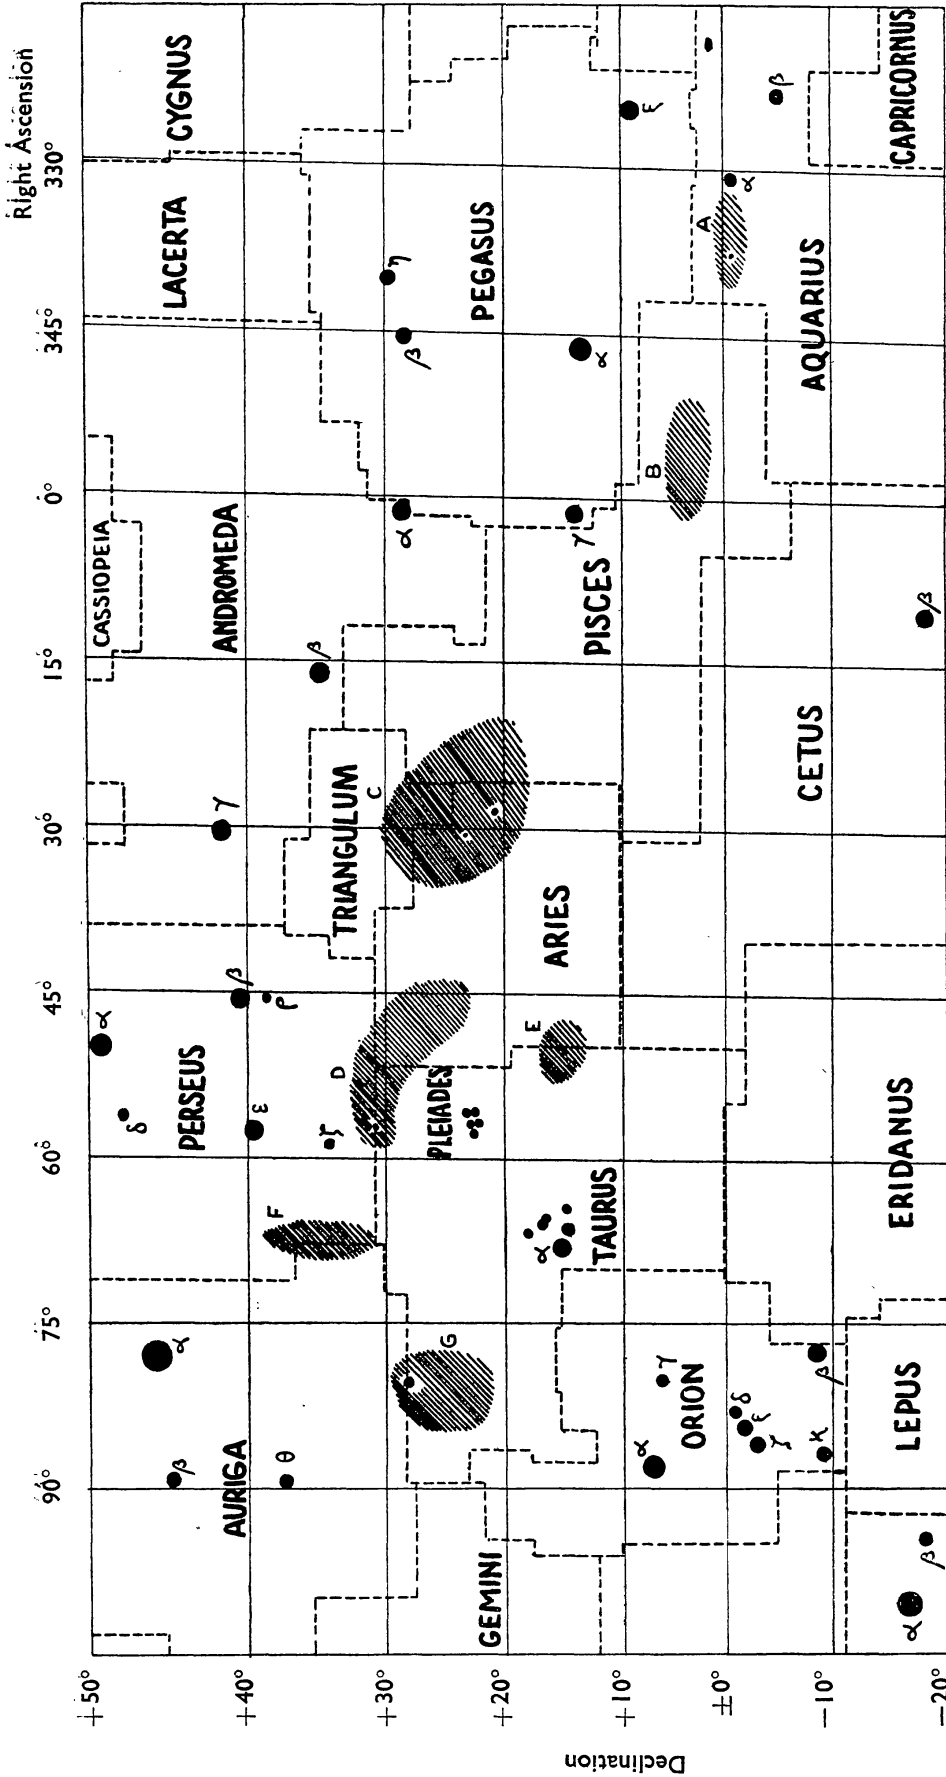 Right Ascension
90°
75°
60°
45°
30°
15°
0°
345°
330°
+50°
+40°
+30°
+20°
+10°
±0°
−10°
−20°
Declination
CASSIOPEIA
LACERTA
CYGNUS
AURIGA
α
β
θ
PERSEUS
α
δ
ε
ζ
β
ρ
F
D
γ
ANDROMEDA
β
α
TRIANGULUM
C
PEGASUS
η
β
α
γ
ε
GEMINI
G
PLEIADES
TAURUS
α
E
ARIES
PISCES
B
A
ORION
α
γ
δ
ε
ζ
κ
β
CETUS
β
AQUARIUS
α
β
CAPRICORNUS
LEPUS
ERIDANUS
α
β